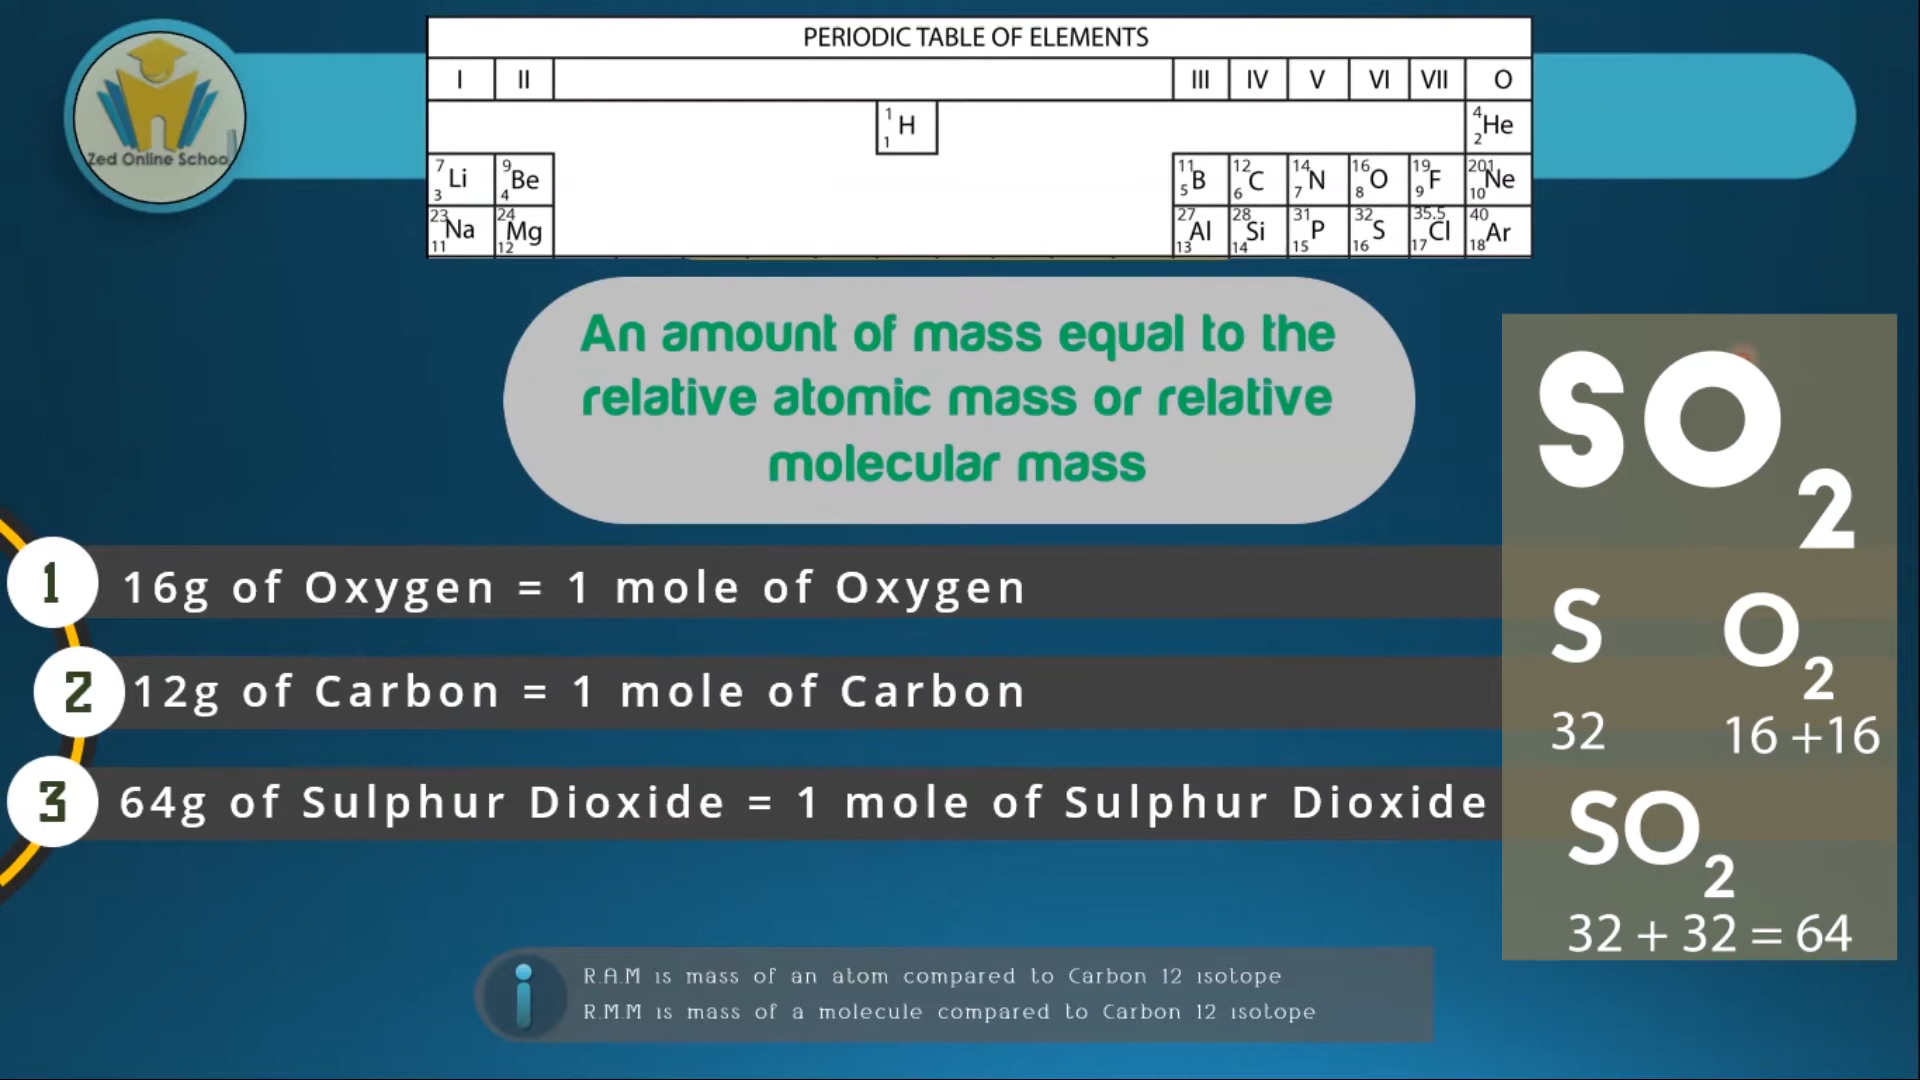 Zed Online School
PERIODIC TABLE OF ELEMENTS
I II III IV V VI VII O
1 H 1 4 He 2
7 Li 3 9 Be 4 11 B 5 12 C 6 14 N 7 16 O 8 19 F 9 201 Ne 10
23 Na 11 24 Mg 12 27 Al 13 28 Si 14 31 P 15 32 S 16 35.5 Cl 17 40 Ar 18
An amount of mass equal to the
relative atomic mass or relative
molecular mass
1 16g of Oxygen = 1 mole of Oxygen
2 12g of Carbon = 1 mole of Carbon
3 64g of Sulphur Dioxide = 1 mole of Sulphur Dioxide
SO₂
S O₂
32 16 +16
SO₂
32 + 32 = 64
i
R.A.M is mass of an atom compared to Carbon 12 isotope
R.M.M is mass of a molecule compared to Carbon 12 isotope